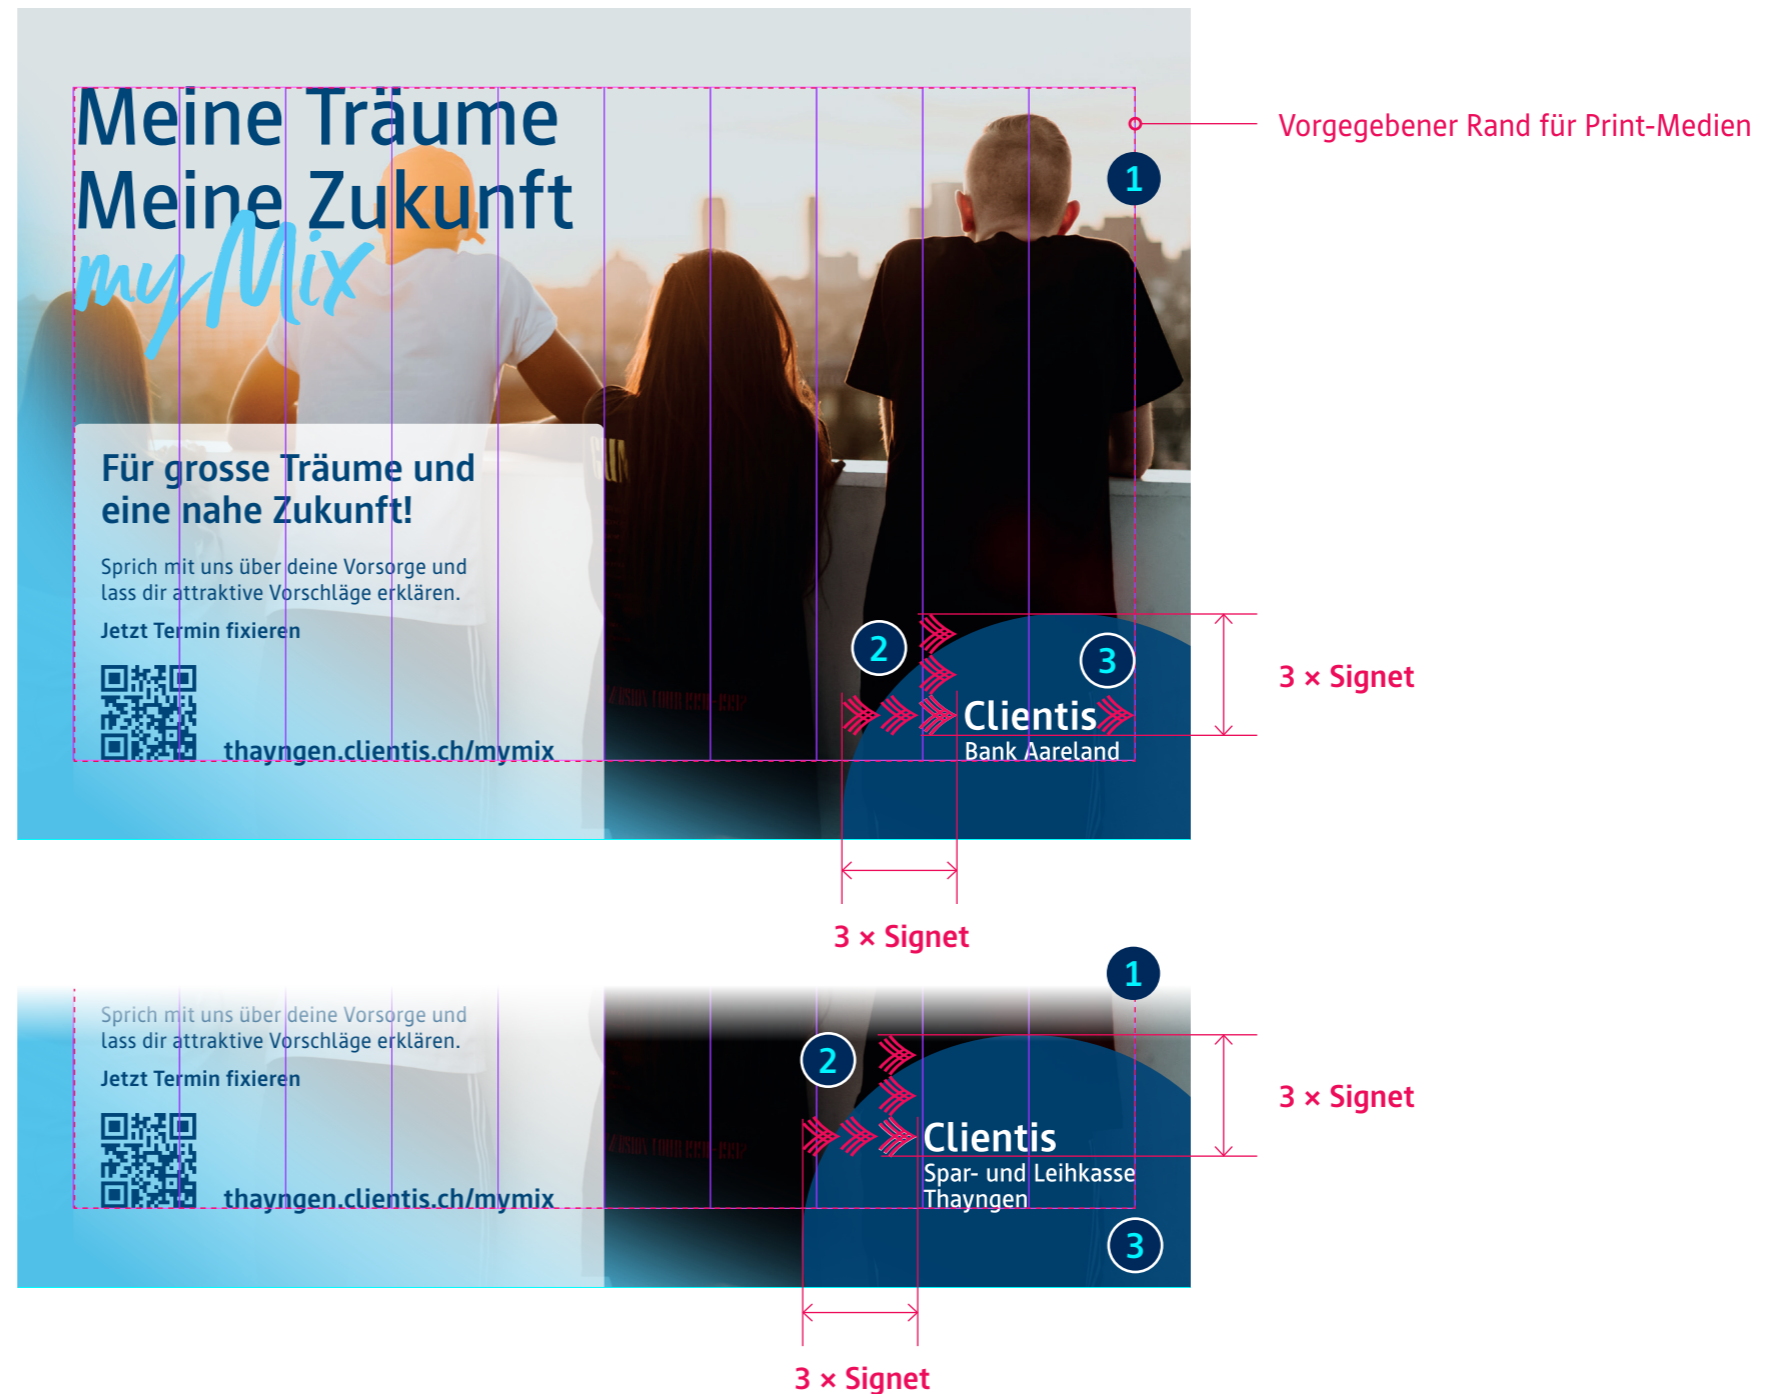 Meine Träume
Meine Zukunft
myMix
Vorgegebener Rand für Print-Medien
1
Für grosse Träume und
eine nahe Zukunft!
Sprich mit uns über deine Vorsorge und
lass dir attraktive Vorschläge erklären.
Jetzt Termin fixieren
thayngen.clientis.ch/mymix
2
3
Clientis
Bank Aareland
3 × Signet
3 × Signet
1
Sprich mit uns über deine Vorsorge und
lass dir attraktive Vorschläge erklären.
Jetzt Termin fixieren
thayngen.clientis.ch/mymix
2
Clientis
Spar- und Leihkasse
Thayngen
3
3 × Signet
3 × Signet